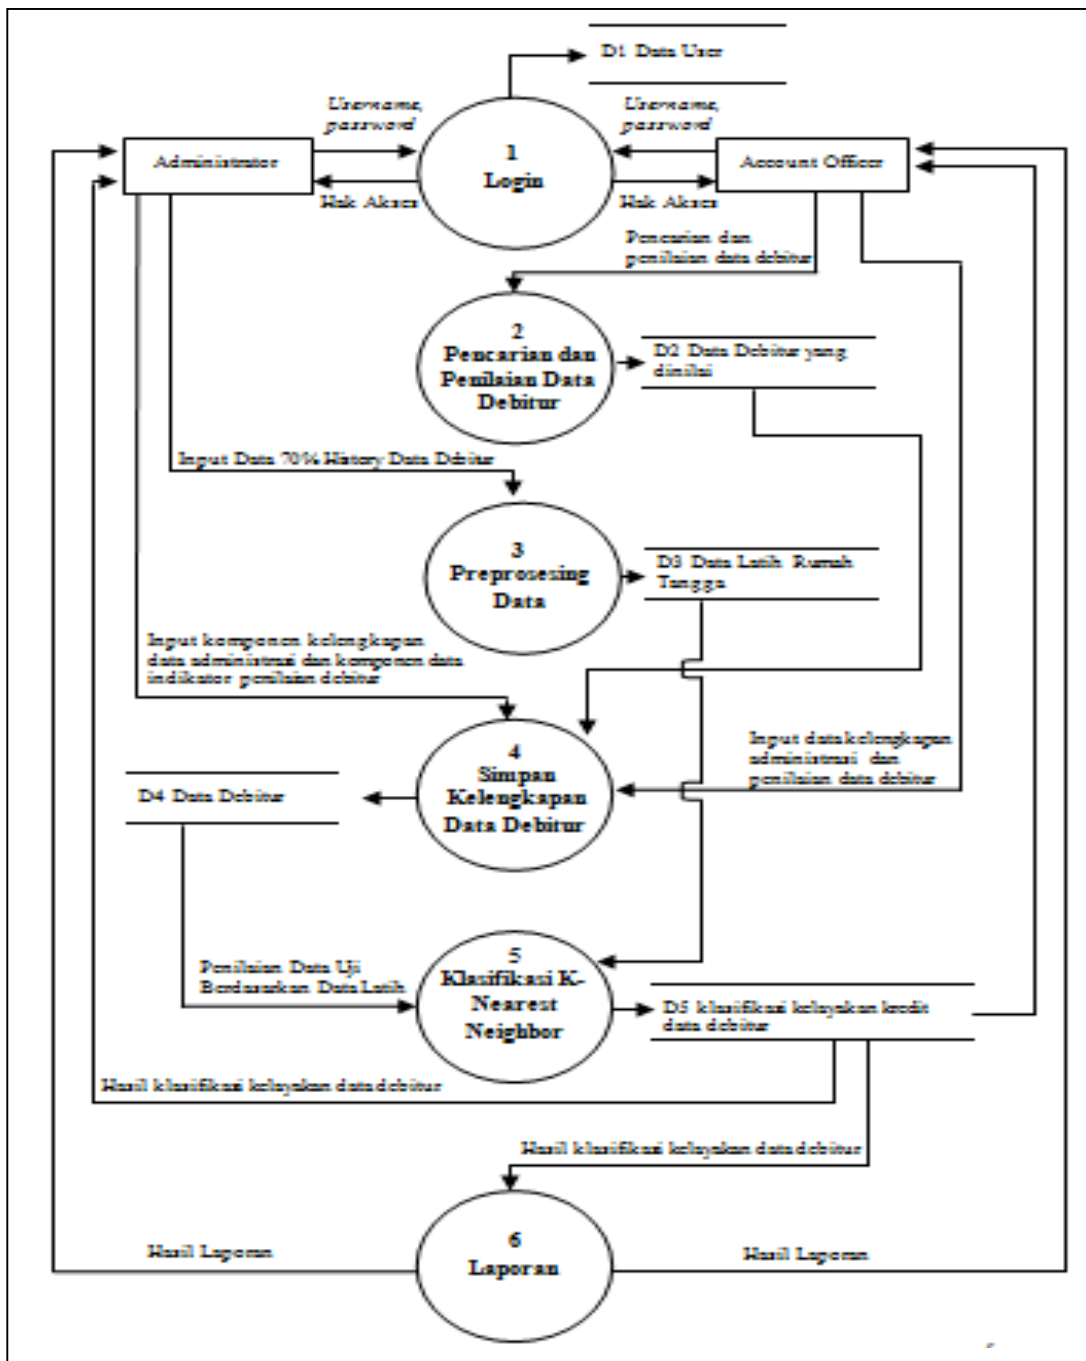 D1 Data User
Username,
password
Username,
password
Administrator
1
Login
Account Officer
Hak Akses
Hak Akses
Pencarian dan
penilaian data debitur
2
Pencarian dan
Penilaian Data
Debitur
D2 Data Debitur yang
dinilai
Input Data 70% History Data Debitur
3
Preprosesing
Data
D3 Data Latih Rumah
Tangga
Input komponen kelengkapan
data administrasi dan komponen data
indikator penilaian debitur
4
Simpan
Kelengkapan
Data Debitur
Input data kelengkapan
administrasi dan
penilaian data debitur
D4 Data Debitur
Penilaian Data Uji
Berdasarkan Data Latih
5
Klasifikasi K-
Nearest
Neighbor
D5 klasifikasi kelayakan kredit
data debitur
Hasil klasifikasi kelayakan data debitur
Hasil klasifikasi kelayakan data debitur
6
Laporan
Hasil Laporan
Hasil Laporan